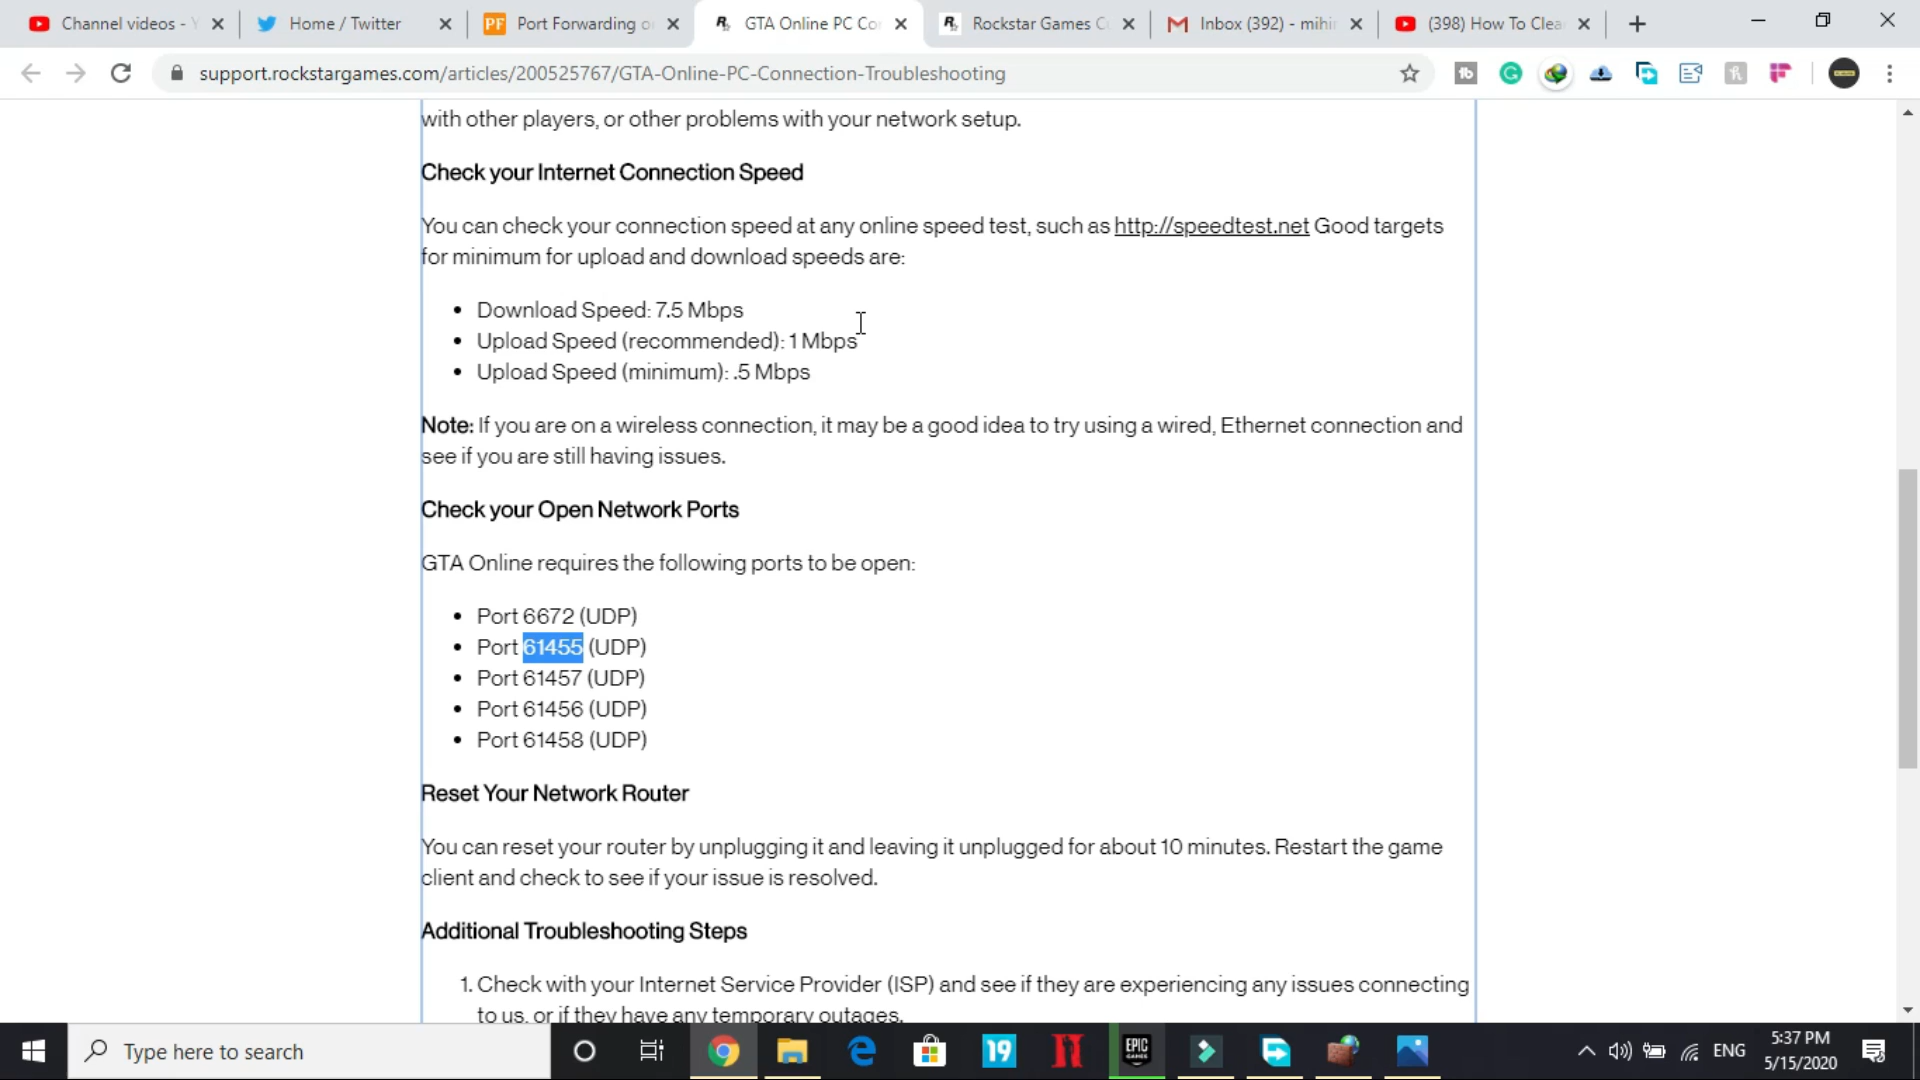 Channel videos - Y
Home / Twitter
PF Port Forwarding o
GTA Online PC Co
Rockstar Games C
Inbox (392) - mihir
(398) How To Clea
support.rockstargames.com/articles/200525767/GTA-Online-PC-Connection-Troubleshooting
with other players, or other problems with your network setup.
Check your Internet Connection Speed
You can check your connection speed at any online speed test, such as http://speedtest.net Good targets
for minimum for upload and download speeds are:
• Download Speed: 7.5 Mbps
• Upload Speed (recommended): 1 Mbps
• Upload Speed (minimum): .5 Mbps
Note: If you are on a wireless connection, it may be a good idea to try using a wired, Ethernet connection and
see if you are still having issues.
Check your Open Network Ports
GTA Online requires the following ports to be open:
• Port 6672 (UDP)
• Port 61455 (UDP)
• Port 61457 (UDP)
• Port 61456 (UDP)
• Port 61458 (UDP)
Reset Your Network Router
You can reset your router by unplugging it and leaving it unplugged for about 10 minutes. Restart the game
client and check to see if your issue is resolved.
Additional Troubleshooting Steps
1. Check with your Internet Service Provider (ISP) and see if they are experiencing any issues connecting
to us, or if they have any temporary outages.
Type here to search
19
EPIC GAMES
ENG
5:37 PM
5/15/2020